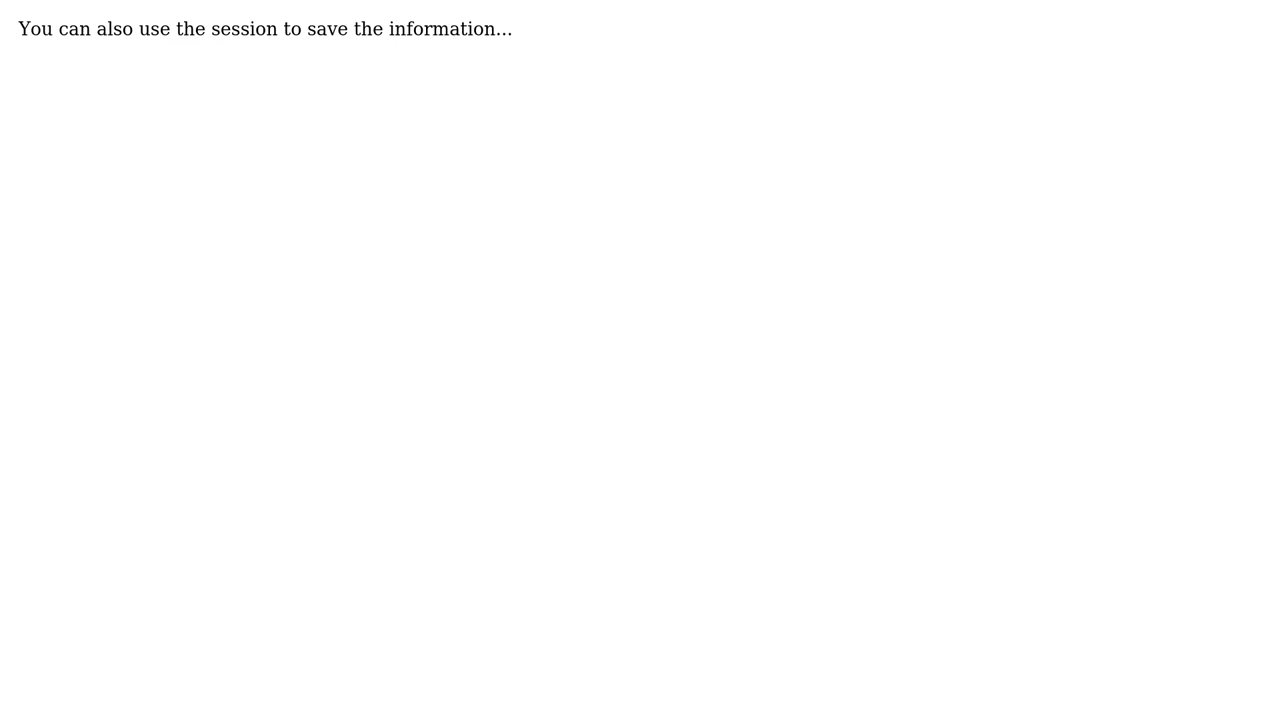 You can also use the session to save the information...